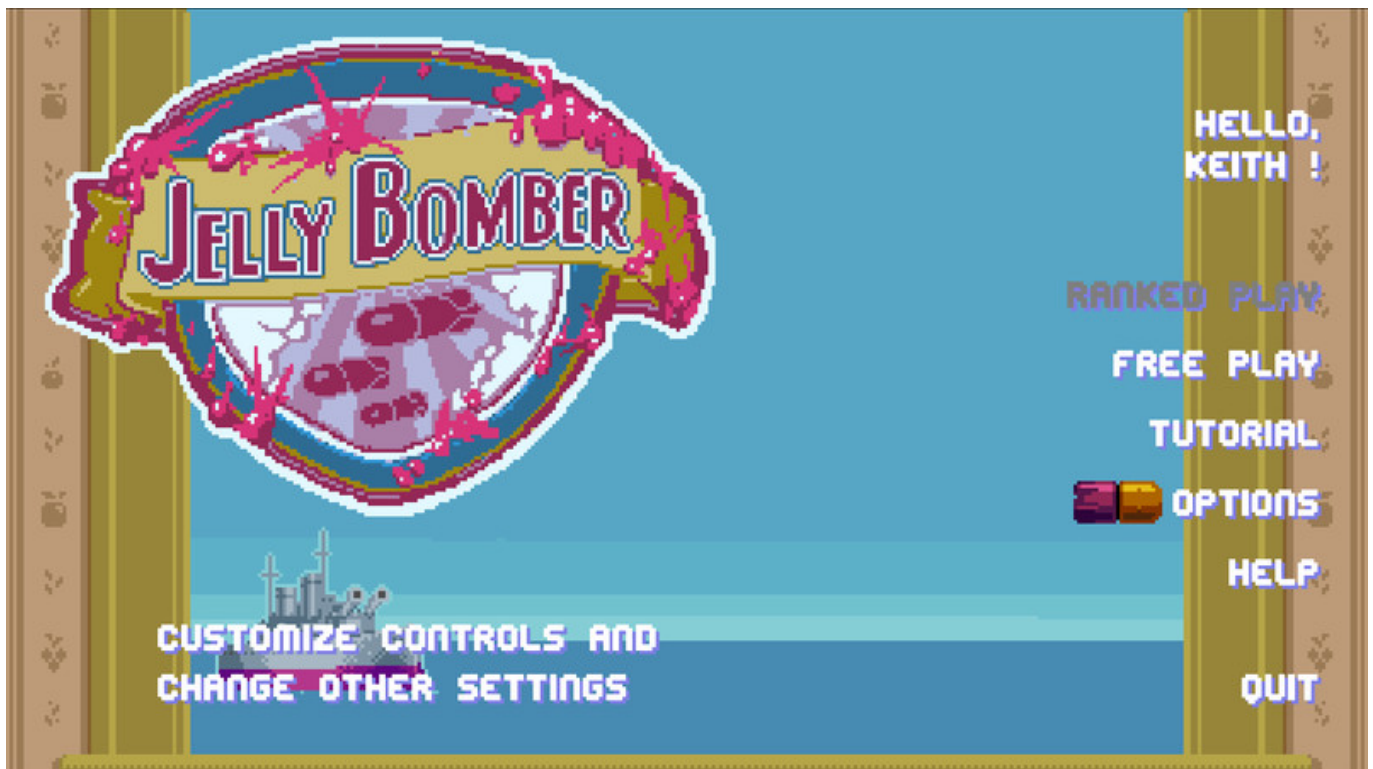 JELLY BOMBER
HELLO,
KEITH !
RANKED PLAY
FREE PLAY
TUTORIAL
OPTIONS
HELP
CUSTOMIZE CONTROLS AND
CHANGE OTHER SETTINGS
QUIT